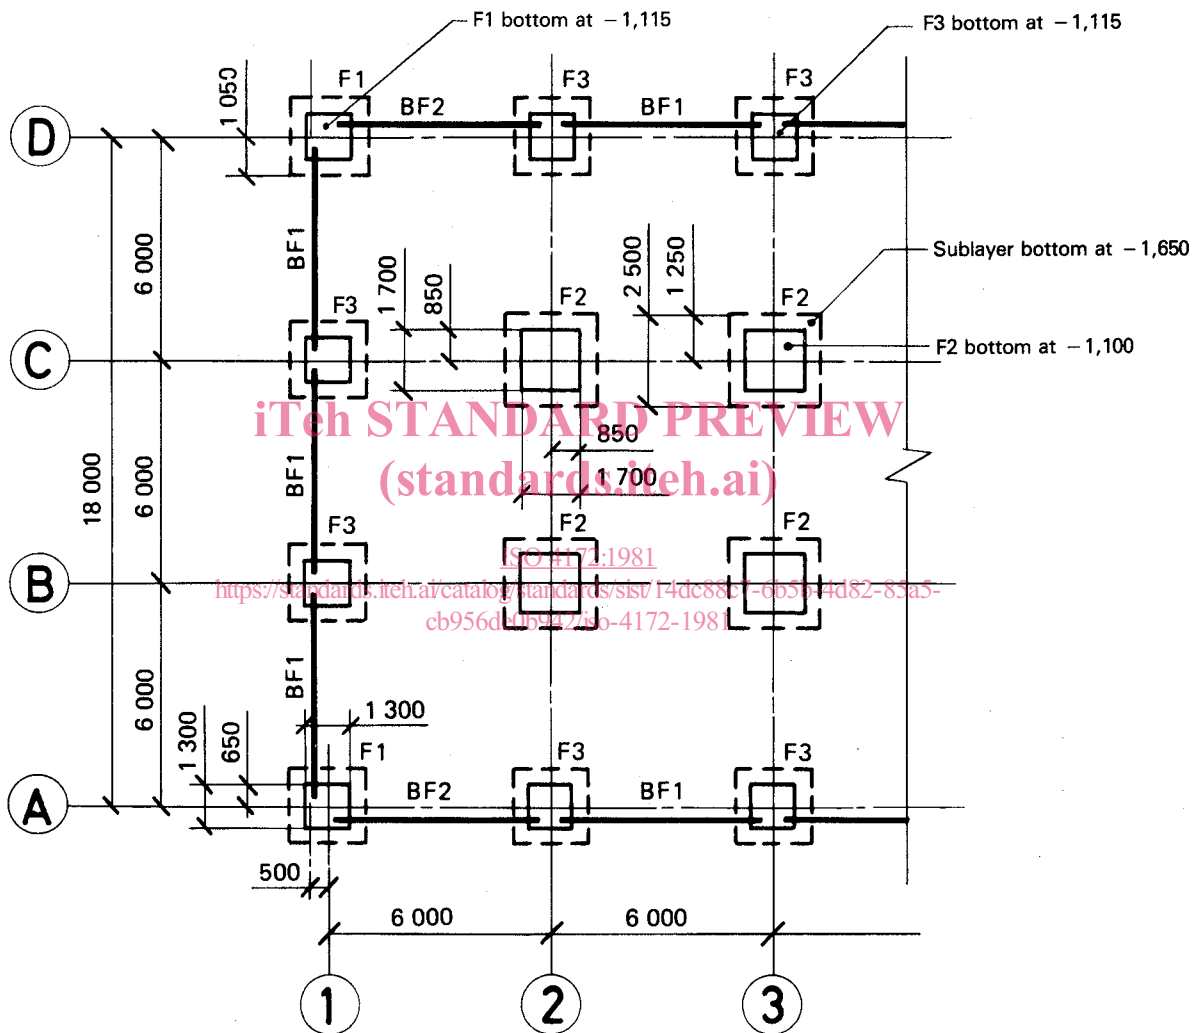 F1 bottom at −1,115
F3 bottom at −1,115
F1
F3
F3
1 050
BF2
BF1
D
BF1
6 000
1 700
850
2 500
1 250
Sublayer bottom at −1,650
F3
F2
F2
F2 bottom at −1,100
C
iTeh STANDARD PREVIEW
850
(standards.iteh.ai)
1 700
18 000
6 000
BF1
F3
F2
F2
ISO 4172:1981
B
https://standards.iteh.ai/catalog/standards/sist/14dc88c7-6b5b-4d82-85a5-
cb956de0b942/iso-4172-1981
6 000
BF1
1 300
1 300
650
F1
F3
F3
BF2
BF1
A
500
6 000
6 000
1
2
3